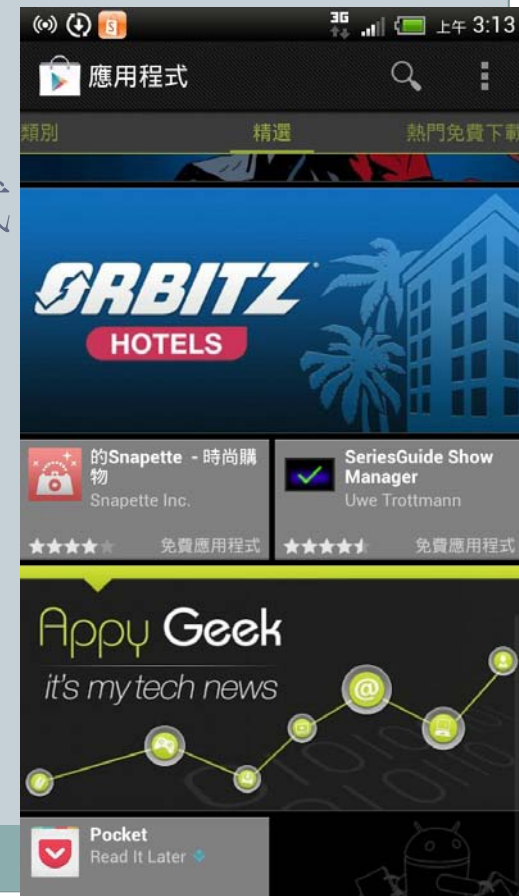 3G
上午 3:13
應用程式
類別 精選 熱門免費下載
ORBITZ
HOTELS
的Snapette - 時尚購物
Snapette Inc.
免費應用程式
SeriesGuide Show
Manager
Uwe Trottmann
免費應用程式
Appy Geek
it's my tech news
@
Pocket
Read It Later